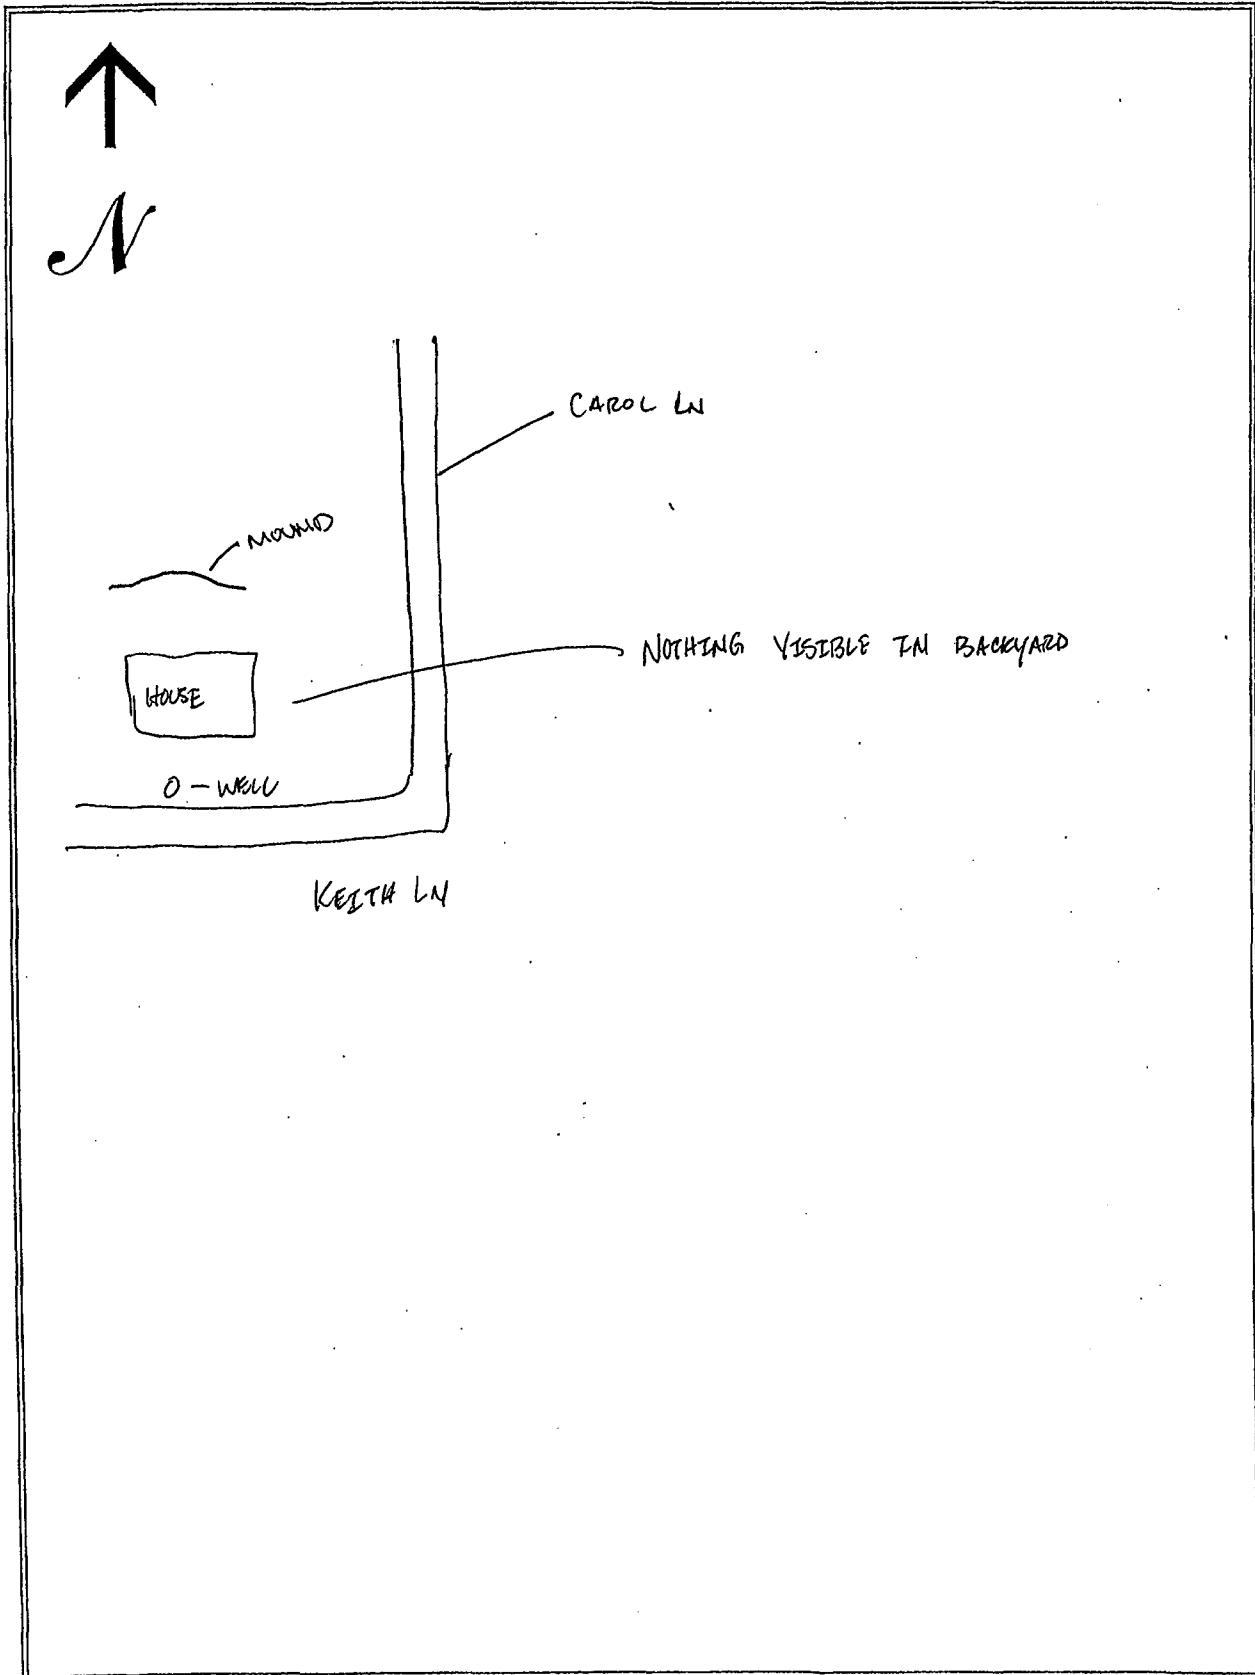 N
CAROL LN
MOUND
NOTHING VISIBLE IN BACKYARD
HOUSE
O - WELL
KEITH LN